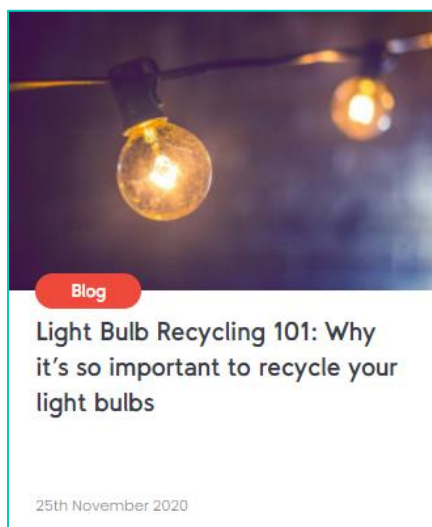 Blog
Light Bulb Recycling 101: Why
it's so important to recycle your
light bulbs
25th November 2020